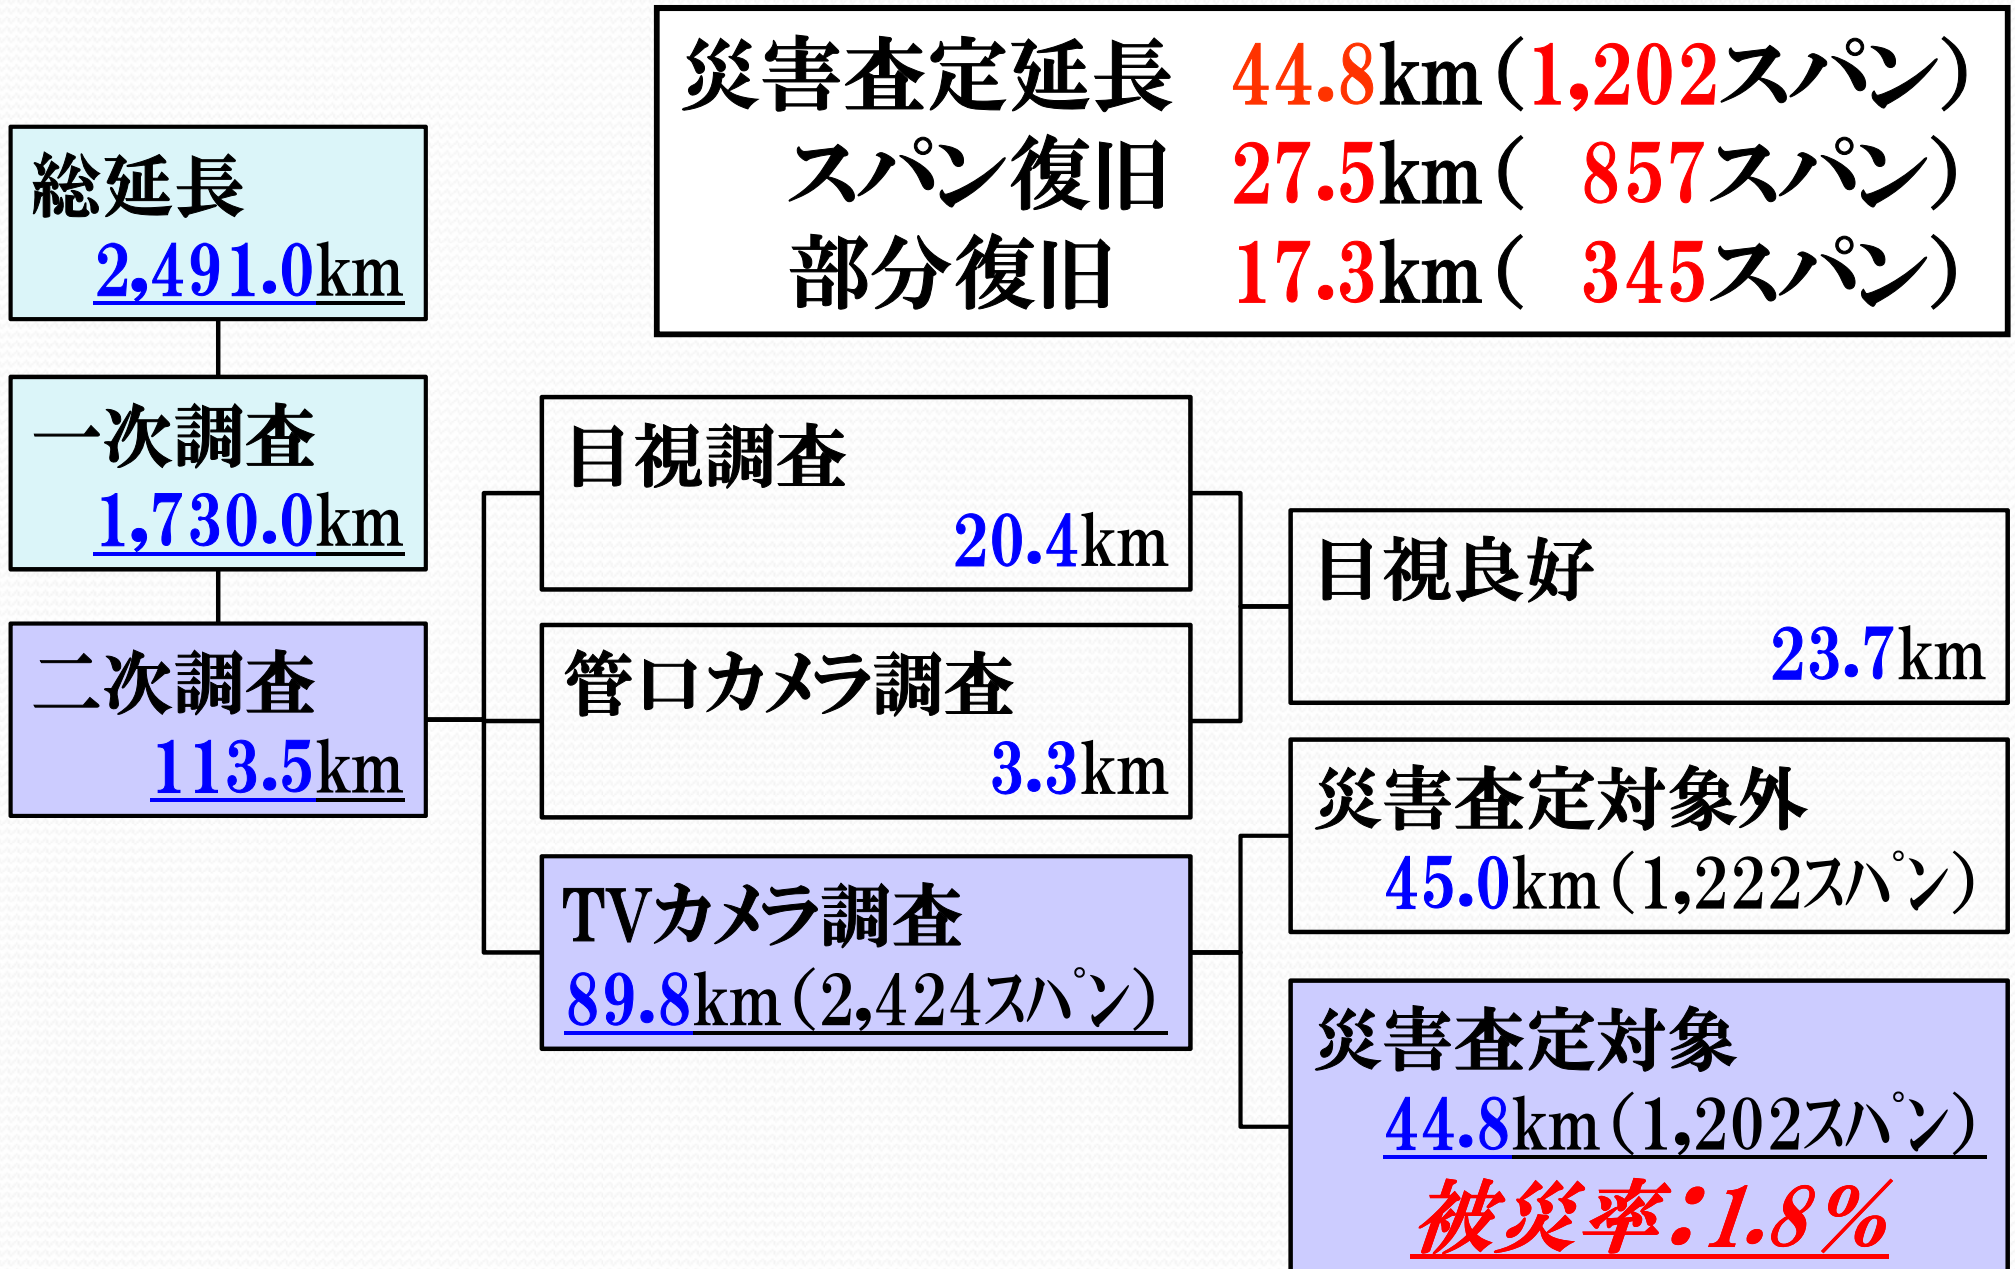 災害査定延長 44.8km(1,202スパン)
スパン復旧 27.5km( 857スパン)
部分復旧 17.3km( 345スパン)
総延長
2,491.0km
一次調査
1,730.0km
二次調査
113.5km
目視調査
20.4km
管口カメラ調査
3.3km
TVカメラ調査
89.8km(2,424スパン)
目視良好
23.7km
災害査定対象外
45.0km(1,222スパン)
災害査定対象
44.8km(1,202スパン)
被災率:1.8%